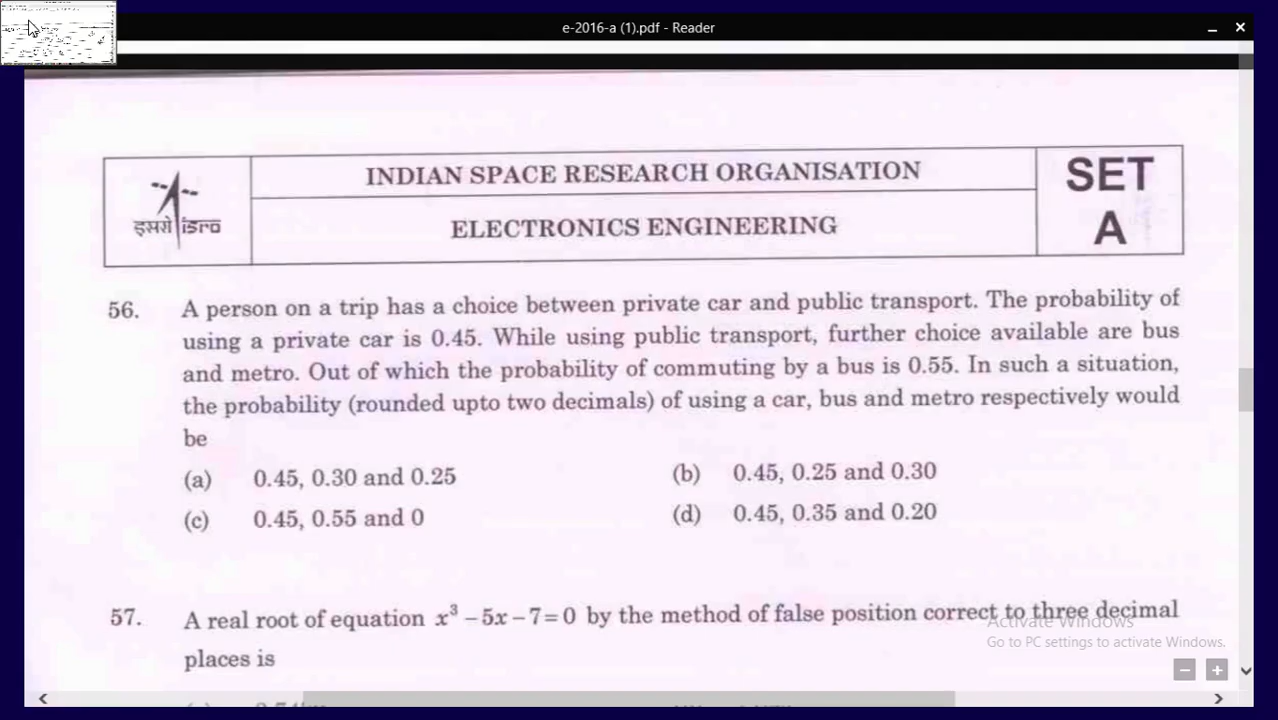 e-2016-a (1).pdf - Reader
INDIAN SPACE RESEARCH ORGANISATION
SET
A
इसरो isro
ELECTRONICS ENGINEERING
56. A person on a trip has a choice between private car and public transport. The probability of
using a private car is 0.45. While using public transport, further choice available are bus
and metro. Out of which the probability of commuting by a bus is 0.55. In such a situation,
the probability (rounded upto two decimals) of using a car, bus and metro respectively would
be
(a) 0.45, 0.30 and 0.25 (b) 0.45, 0.25 and 0.30
(c) 0.45, 0.55 and 0 (d) 0.45, 0.35 and 0.20
57. A real root of equation x³ – 5x – 7 = 0 by the method of false position correct to three decimal
places is
Activate Windows
Go to PC settings to activate Windows.